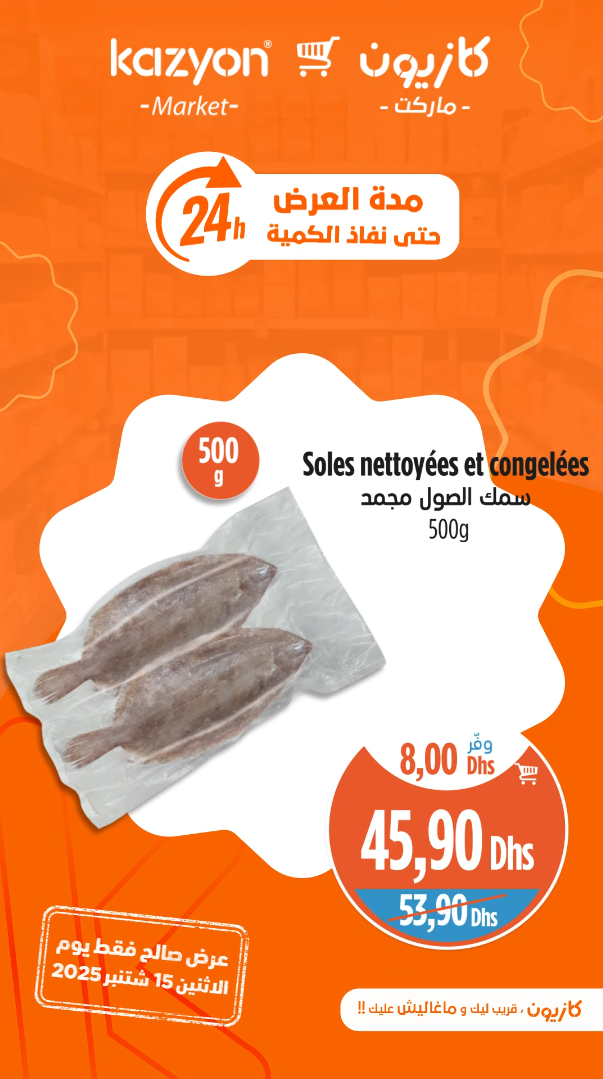 kazyon® كازيون
-Market- - ماركت -
24h
مدة العرض
حتى نفاذ الكمية
500
g
Soles nettoyées et congelées
سمك الصول مجمد
500g
وفّر
8,00 Dhs
45,90 Dhs
53,90 Dhs
عرض صالح فقط يوم
الاثنين 15 شتنبر 2025
كازيون ، قريب ليك و ماغاليش عليك !!